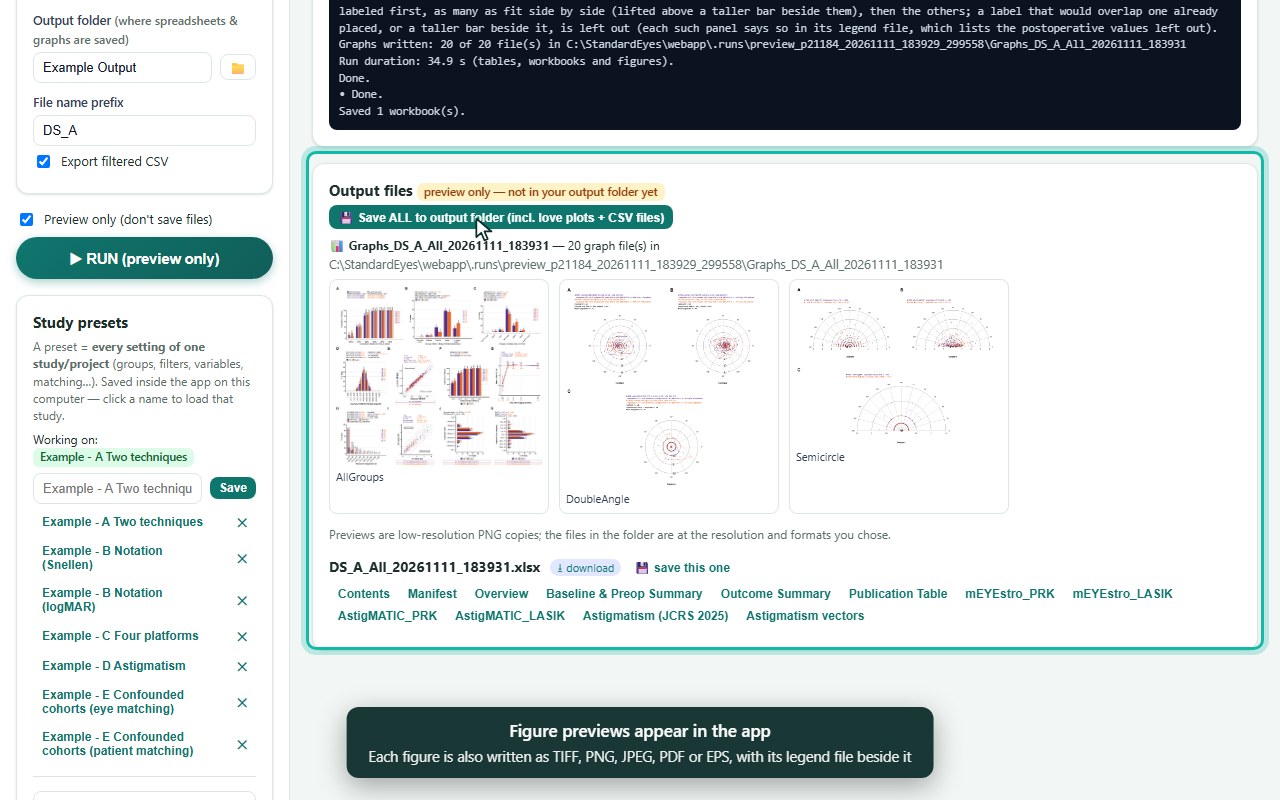 Output folder (where spreadsheets &
graphs are saved)
Example Output
File name prefix
DS_A
Export filtered CSV
Preview only (don't save files)
▶ RUN (preview only)
Study presets
A preset = every setting of one
study/project (groups, filters, variables,
matching...). Saved inside the app on this
computer — click a name to load that
study.
Working on:
Example - A Two techniques
Example - A Two techniqu
Save
Example - A Two techniques
Example - B Notation
(Snellen)
Example - B Notation
(logMAR)
Example - C Four platforms
Example - D Astigmatism
Example - E Confounded
cohorts (eye matching)
Example - E Confounded
cohorts (patient matching)
labeled first, as many as fit side by side (lifted above a taller bar beside them), then the others; a label that would overlap one already
placed, or a taller bar beside it, is left out (each such panel says so in its legend file, which lists the postoperative values left out).
Graphs written: 20 of 20 file(s) in C:\StandardEyes\webapp\.runs\preview_p21184_20261111_183929_299558\Graphs_DS_A_All_20261111_183931
Run duration: 34.9 s (tables, workbooks and figures).
Done.
• Done.
Saved 1 workbook(s).
Output files preview only — not in your output folder yet
Save ALL to output folder (incl. love plots + CSV files)
Graphs_DS_A_All_20261111_183931 — 20 graph file(s) in
C:\StandardEyes\webapp\.runs\preview_p21184_20261111_183929_299558\Graphs_DS_A_All_20261111_183931
AllGroups
DoubleAngle
Semicircle
Previews are low-resolution PNG copies; the files in the folder are at the resolution and formats you chose.
DS_A_All_20261111_183931.xlsx download save this one
Contents Manifest Overview Baseline & Preop Summary Outcome Summary Publication Table mEYEstro_PRK mEYEstro_LASIK
AstigMATIC_PRK AstigMATIC_LASIK Astigmatism (JCRS 2025) Astigmatism vectors
Figure previews appear in the app
Each figure is also written as TIFF, PNG, JPEG, PDF or EPS, with its legend file beside it